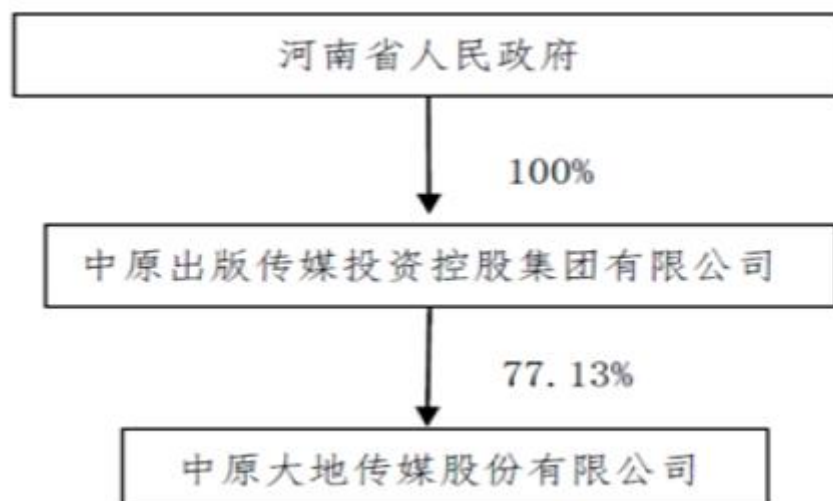 河南省人民政府
100%
中原出版传媒投资控股集团有限公司
77.13%
中原大地传媒股份有限公司